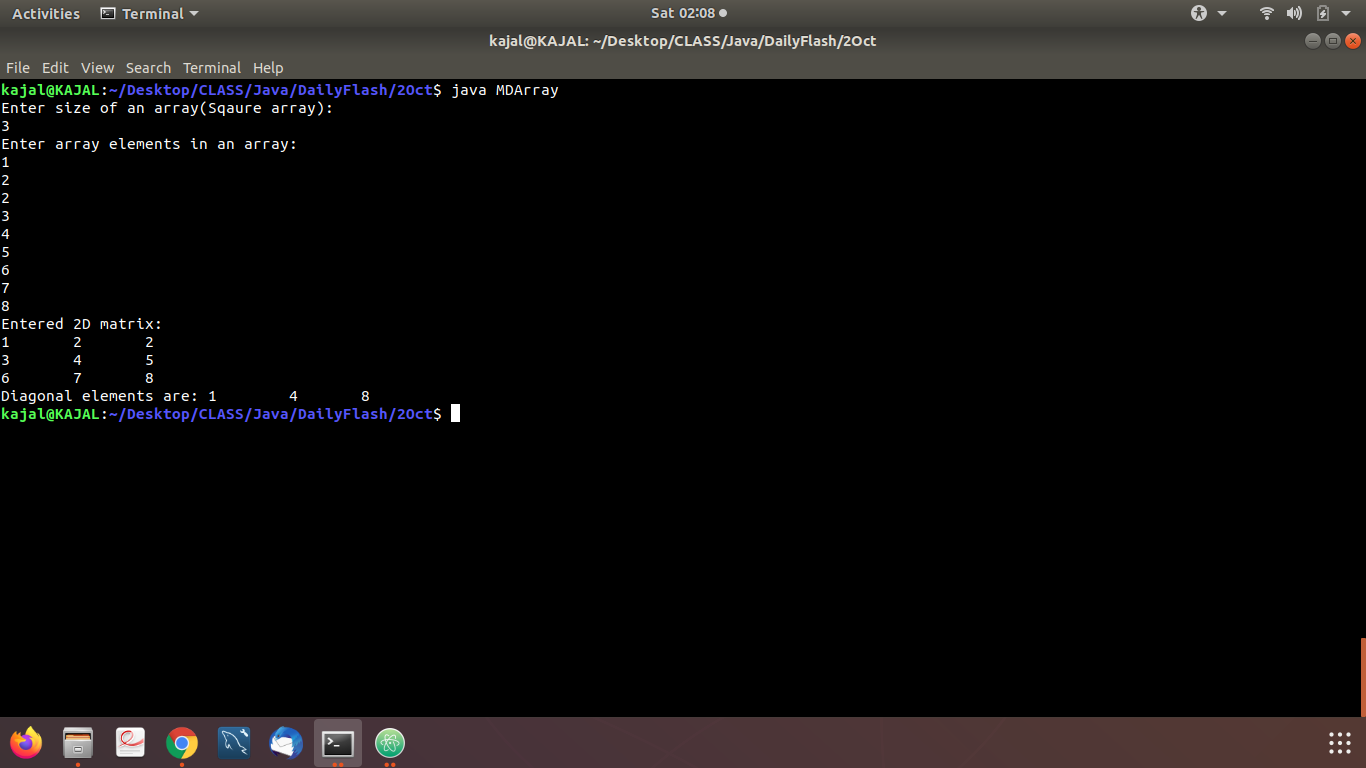 Activities Terminal Sat 02:08
kajal@KAJAL: ~/Desktop/CLASS/Java/DailyFlash/2Oct
File Edit View Search Terminal Help
kajal@KAJAL:~/Desktop/CLASS/Java/DailyFlash/2Oct$ java MDArray
Enter size of an array(Sqaure array):
3
Enter array elements in an array:
1
2
2
3
4
5
6
7
8
Entered 2D matrix:
1 2 2
3 4 5
6 7 8
Diagonal elements are: 1 4 8
kajal@KAJAL:~/Desktop/CLASS/Java/DailyFlash/2Oct$